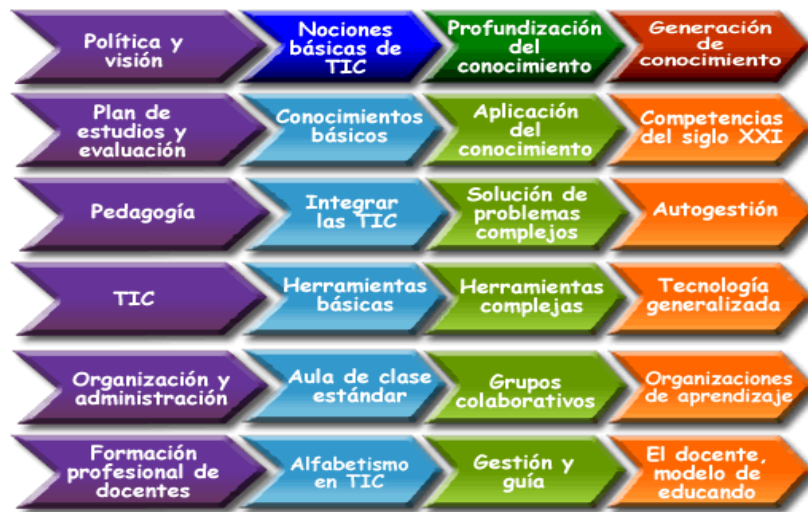 Política y
visión
Nociones
básicas de
TIC
Profundización
del
conocimiento
Generación
de
conocimiento
Plan de
estudios y
evaluación
Conocimientos
básicos
Aplicación
del
conocimiento
Competencias
del siglo XXI
Pedagogía
Integrar
las TIC
Solución de
problemas
complejos
Autogestión
TIC
Herramientas
básicas
Herramientas
complejas
Tecnología
generalizada
Organización y
administración
Aula de clase
estándar
Grupos
colaborativos
Organizaciones
de aprendizaje
Formación
profesional de
docentes
Alfabetismo
en TIC
Gestión y
guía
El docente,
modelo de
educando